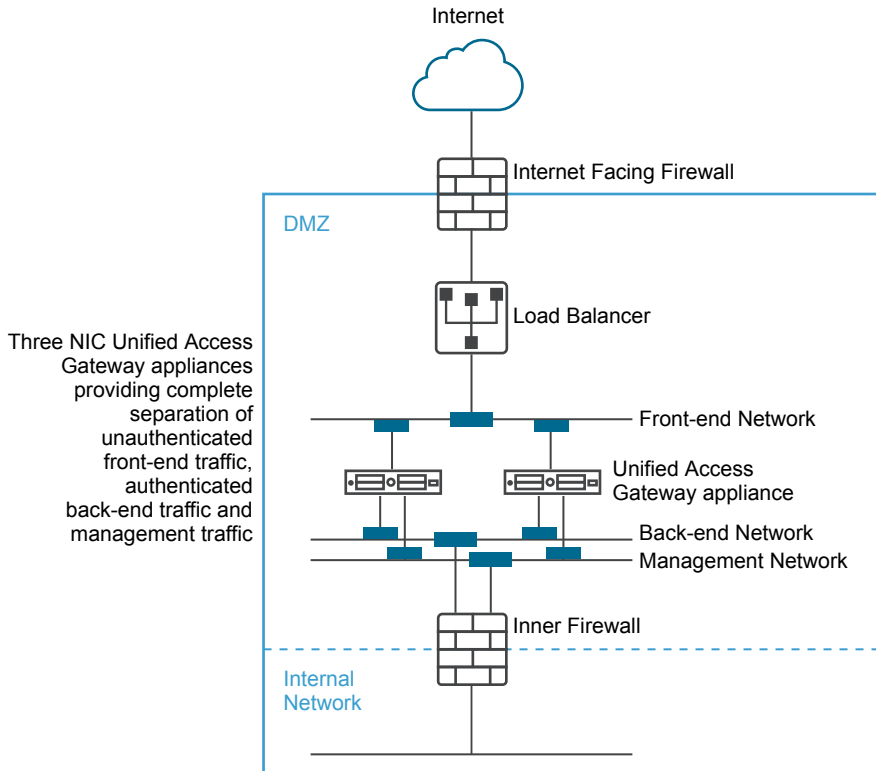 Internet
Internet Facing Firewall
DMZ
Load Balancer
Three NIC Unified Access
Gateway appliances
providing complete
separation of
unauthenticated
front-end traffic,
authenticated
back-end traffic and
management traffic
Front-end Network
Unified Access
Gateway appliance
Back-end Network
Management Network
Inner Firewall
Internal
Network